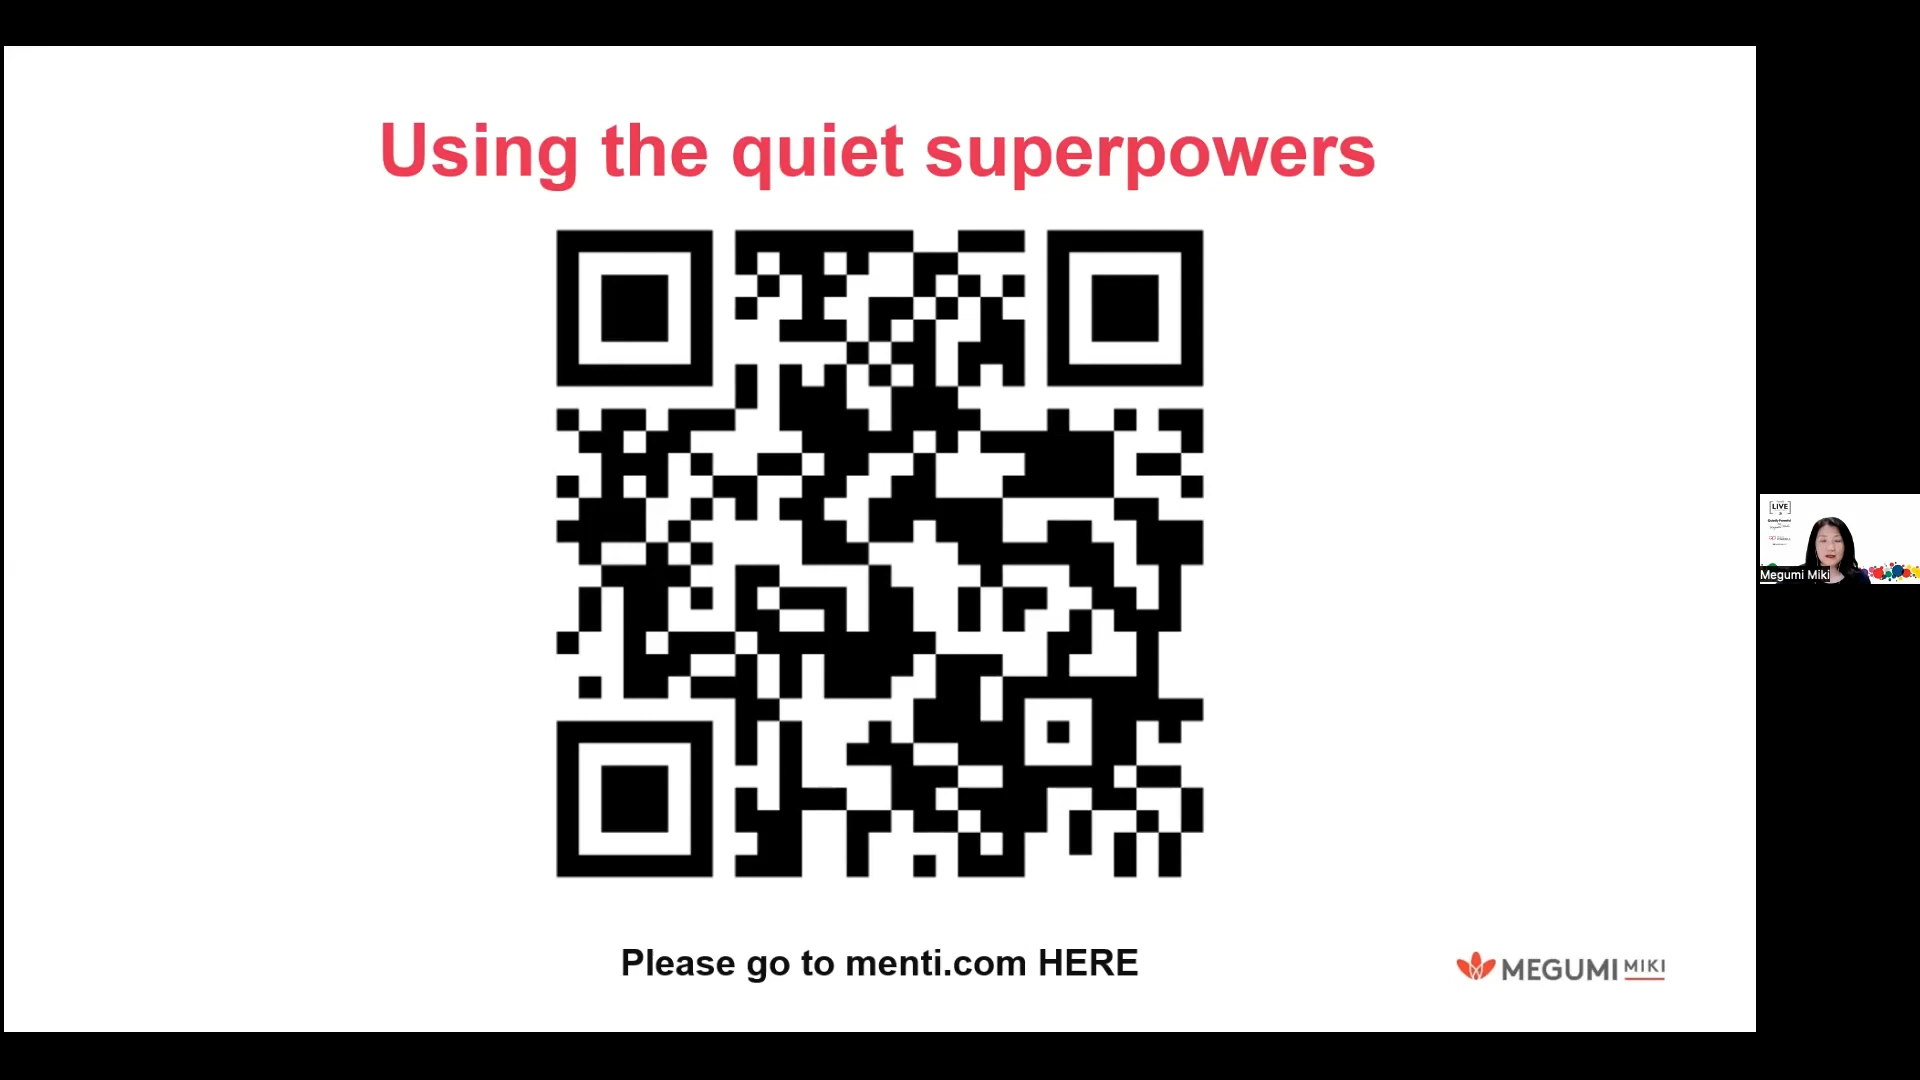 Using the quiet superpowers
Please go to menti.com HERE
MEGUMI MIKI
[LIVE]
Megumi Miki